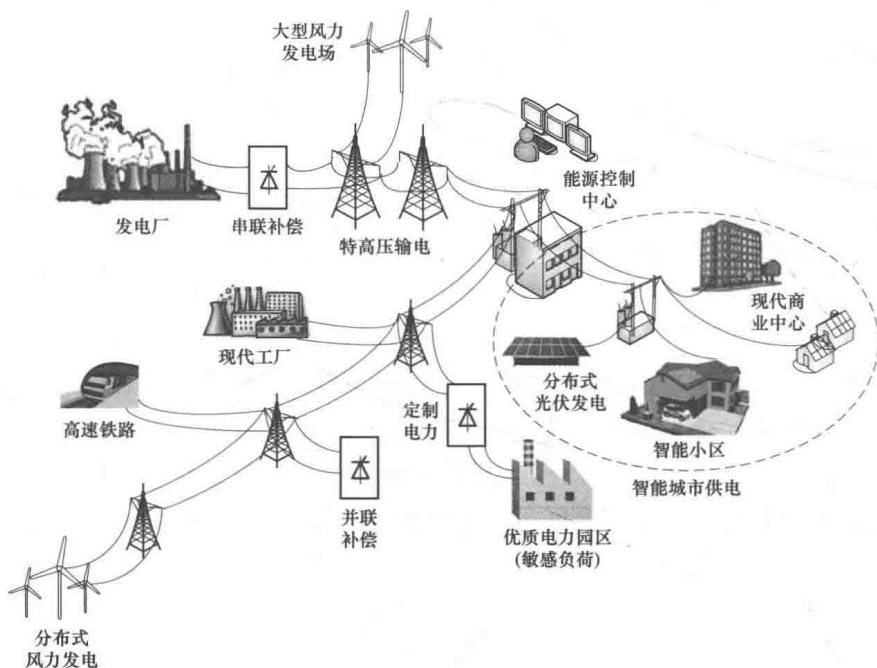 大型风力
发电场
发电厂
串联补偿
特高压输电
能源控制
中心
现代工厂
现代商
业中心
分布式
光伏发电
高速铁路
定制
电力
智能小区
智能城市供电
并联
补偿
优质电力园区
(敏感负荷)
分布式
风力发电